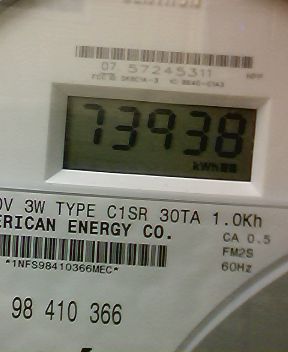 07 57245311
73938
kWh
0V 3W TYPE C1SR 30TA 1.0Kh
ERICAN ENERGY CO.
CA 0.5
FM2S
60Hz
*1NFS98410366MEC*
98 410 366